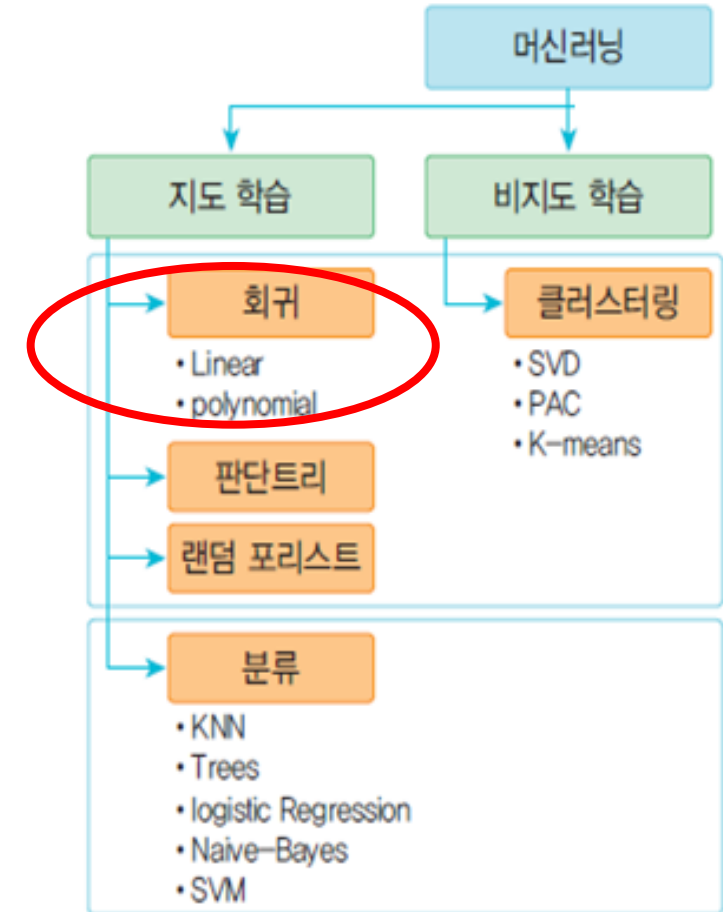 머신러닝
지도 학습
비지도 학습
회귀
• Linear
• polynomial
클러스터링
• SVD
• PAC
• K-means
판단트리
랜덤 포리스트
분류
• KNN
• Trees
• logistic Regression
• Naive-Bayes
• SVM